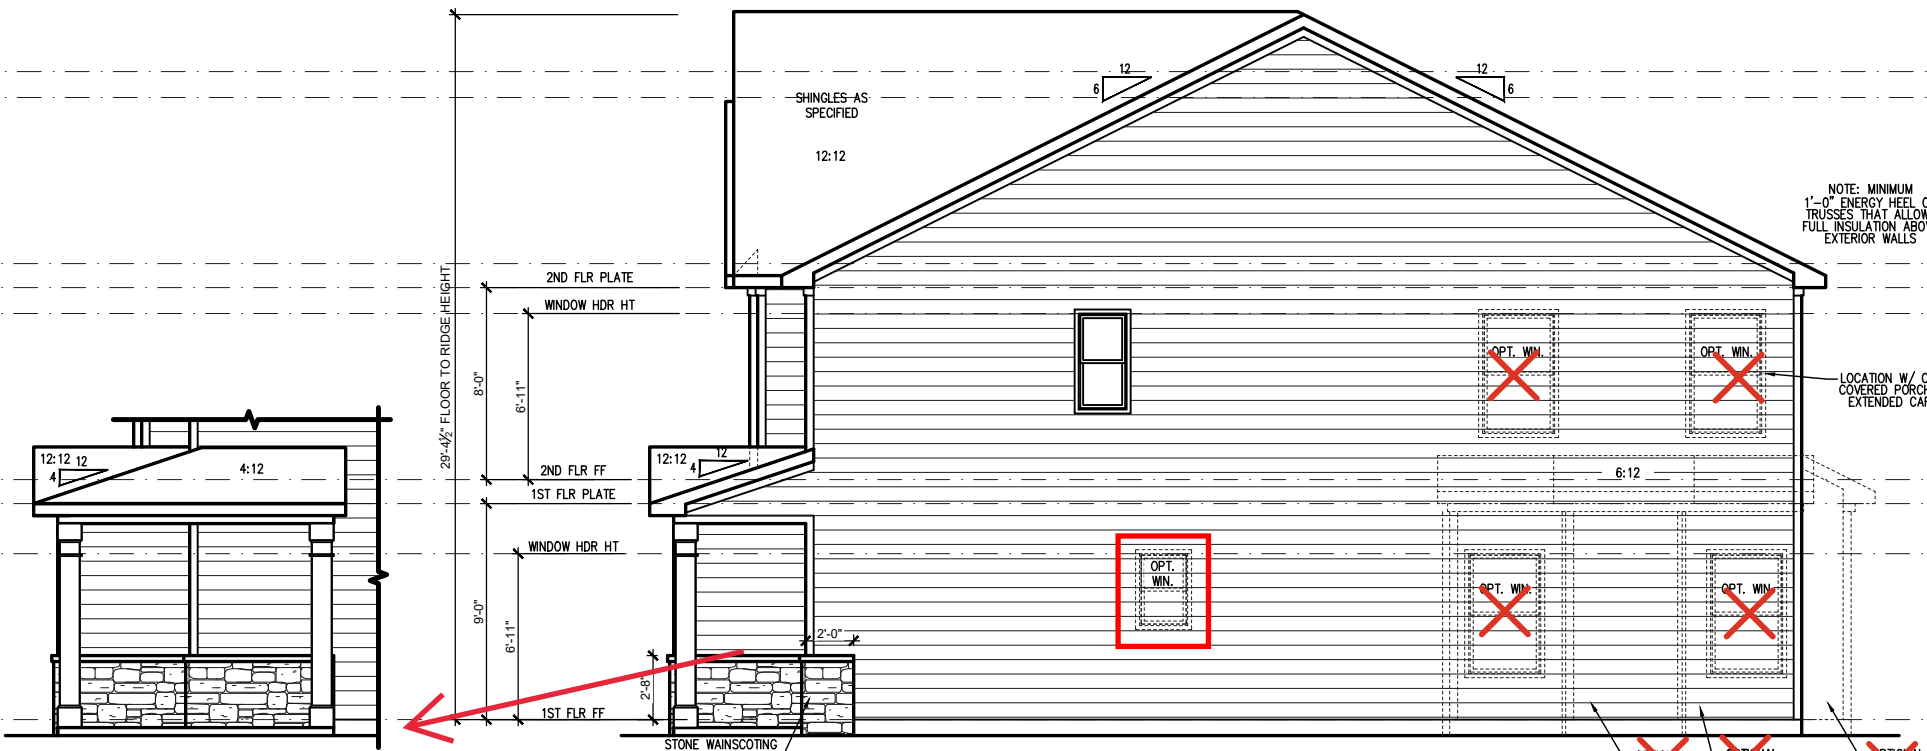 12
6
12
6
SHINGLES AS
SPECIFIED
12:12
NOTE: MINIMUM
1'-0" ENERGY HEEL
TRUSSES THAT ALLOW
FULL INSULATION
EXTERIOR WALLS
29'-4½" FLOOR TO RIDGE HEIGHT
2ND FLR PLATE
WINDOW HDR HT
8'-0"
6'-11"
OPT. WIN.
OPT. WIN.
LOCATION W/
COVERED PORCH
EXTENDED
12:12
12
4
4:12
12:12
12
4
2ND FLR FF
1ST FLR PLATE
6:12
WINDOW HDR HT
9'-0"
6'-11"
OPT.
WIN.
OPT. WIN.
OPT. WIN.
2'-0"
2'-8"
1ST FLR FF
STONE WAINSCOTING